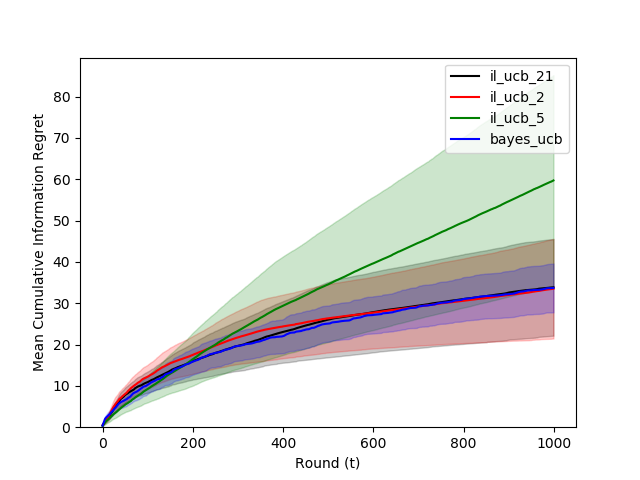 Mean Cumulative Information Regret
80
70
60
50
40
30
20
10
0
il_ucb_21
il_ucb_2
il_ucb_5
bayes_ucb
0 200 400 600 800 1000
Round (t)